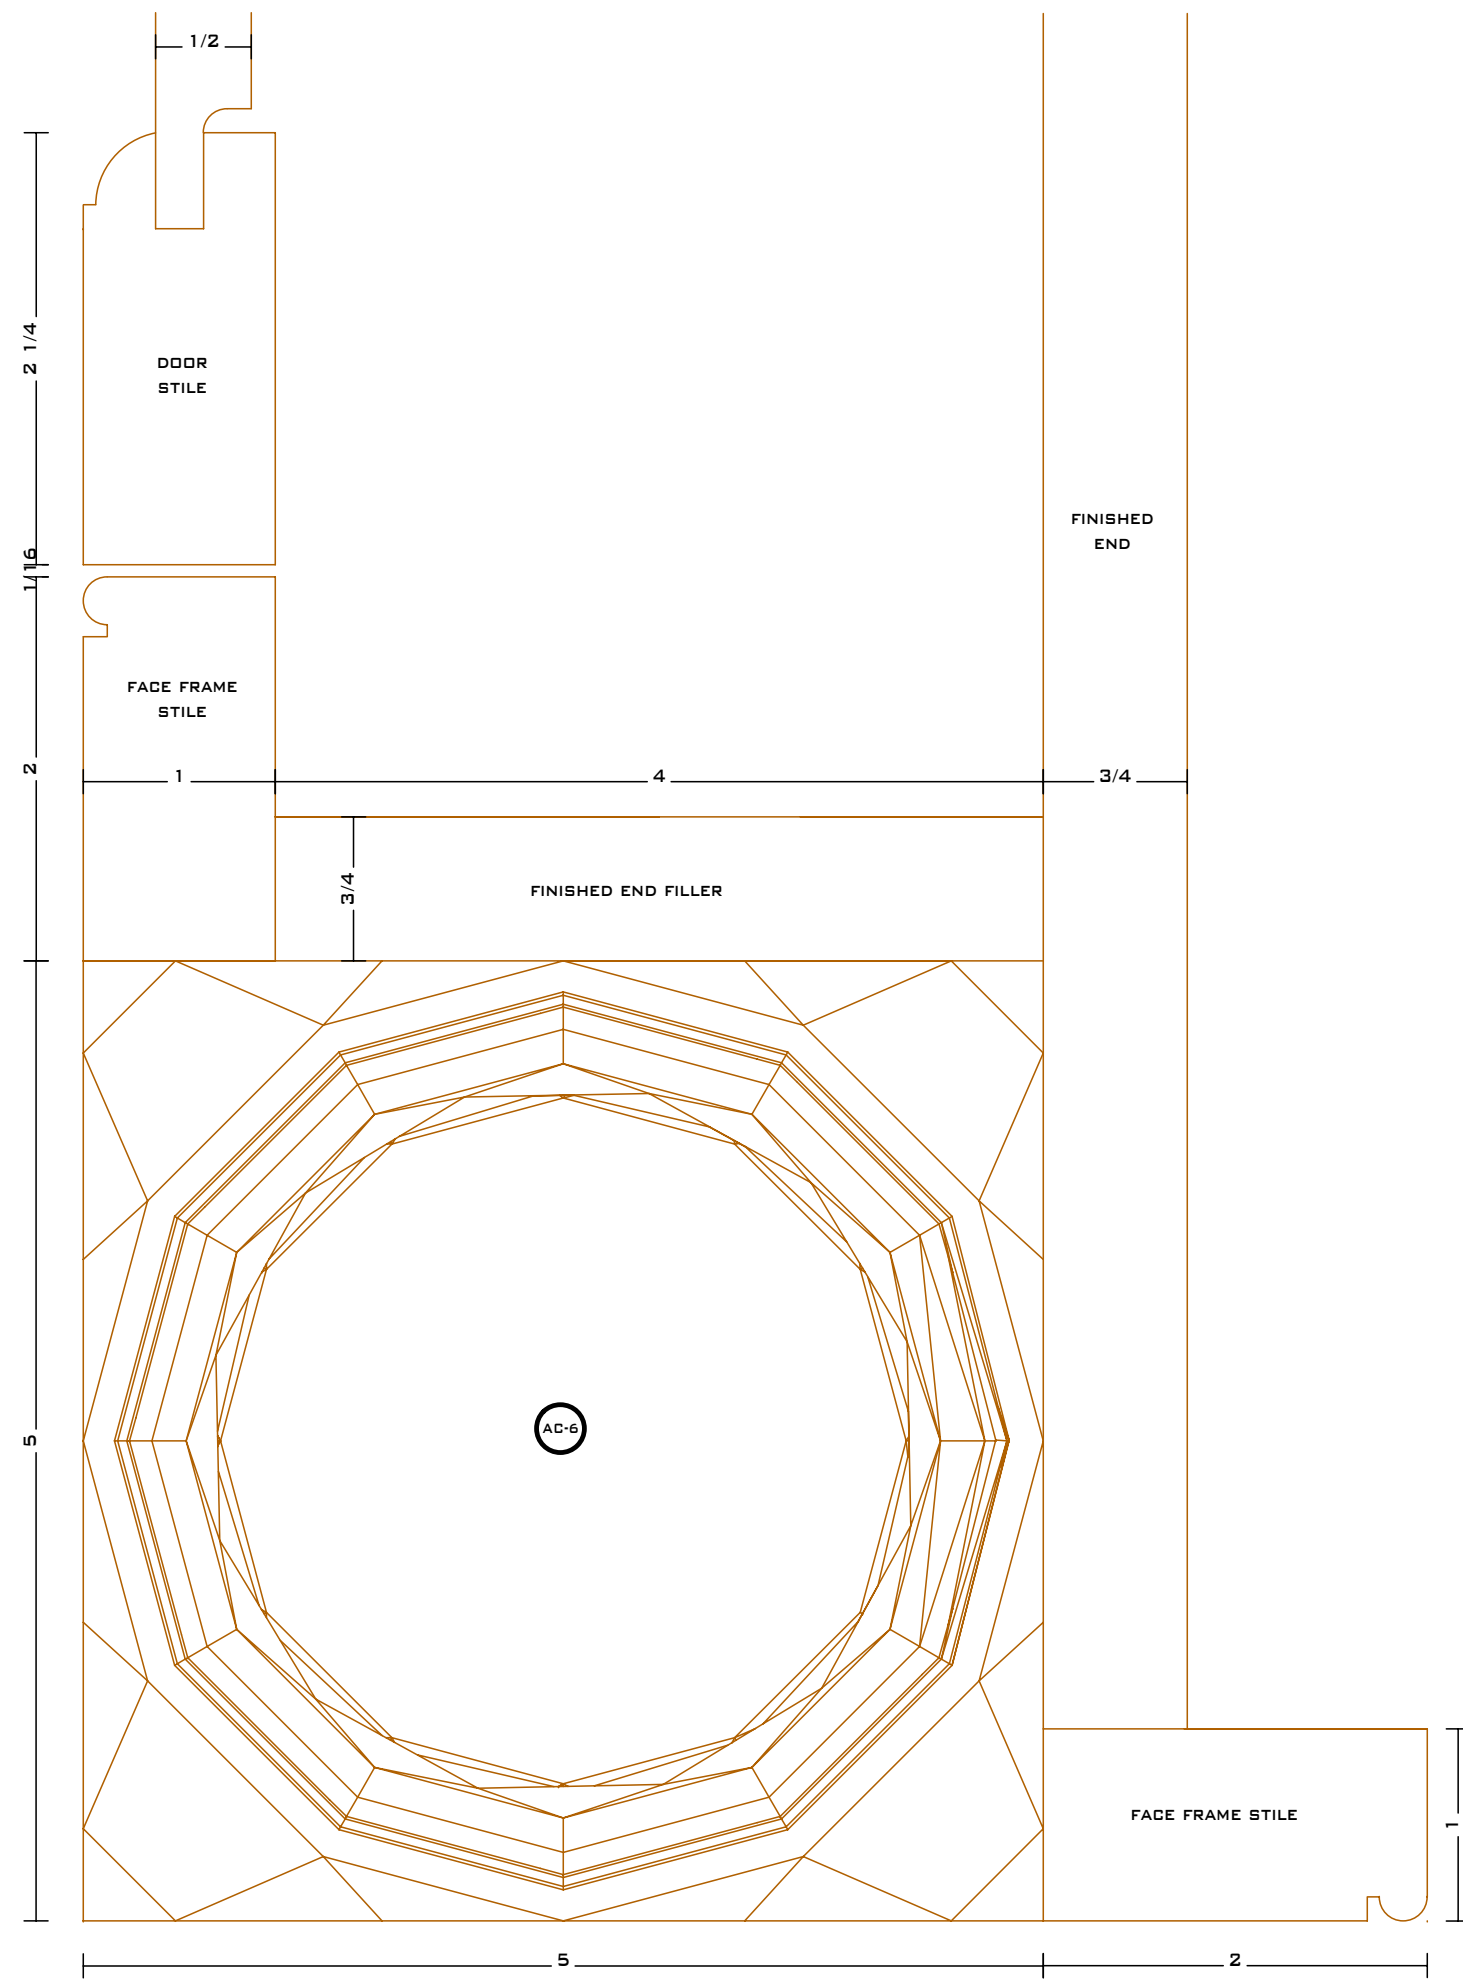 1/2
2 1/4
DOOR
STILE
FINISHED
END
1/16
FACE FRAME
STILE
2
1
4
3/4
3/4
FINISHED END FILLER
AC-6
5
FACE FRAME STILE
1
5
2